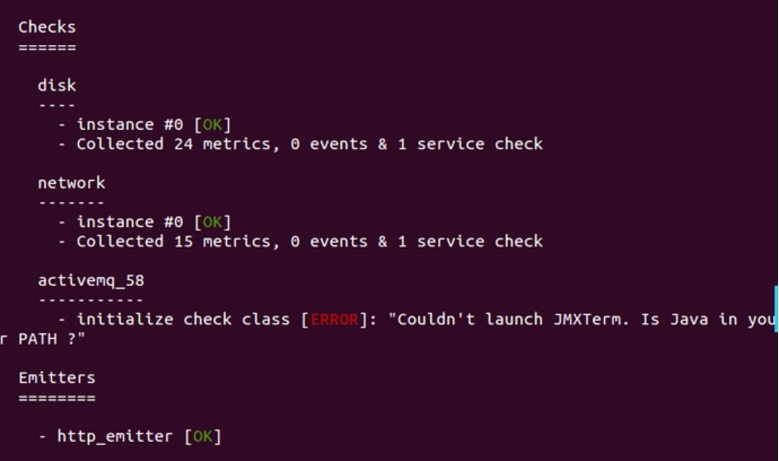 Checks
======
disk
----
- instance #0 [OK]
- Collected 24 metrics, 0 events & 1 service check
network
-------
- instance #0 [OK]
- Collected 15 metrics, 0 events & 1 service check
activemq_58
-----------
- initialize check class [ERROR]: "Couldn't launch JMXTerm. Is Java in you
r PATH ?"
Emitters
========
- http_emitter [OK]